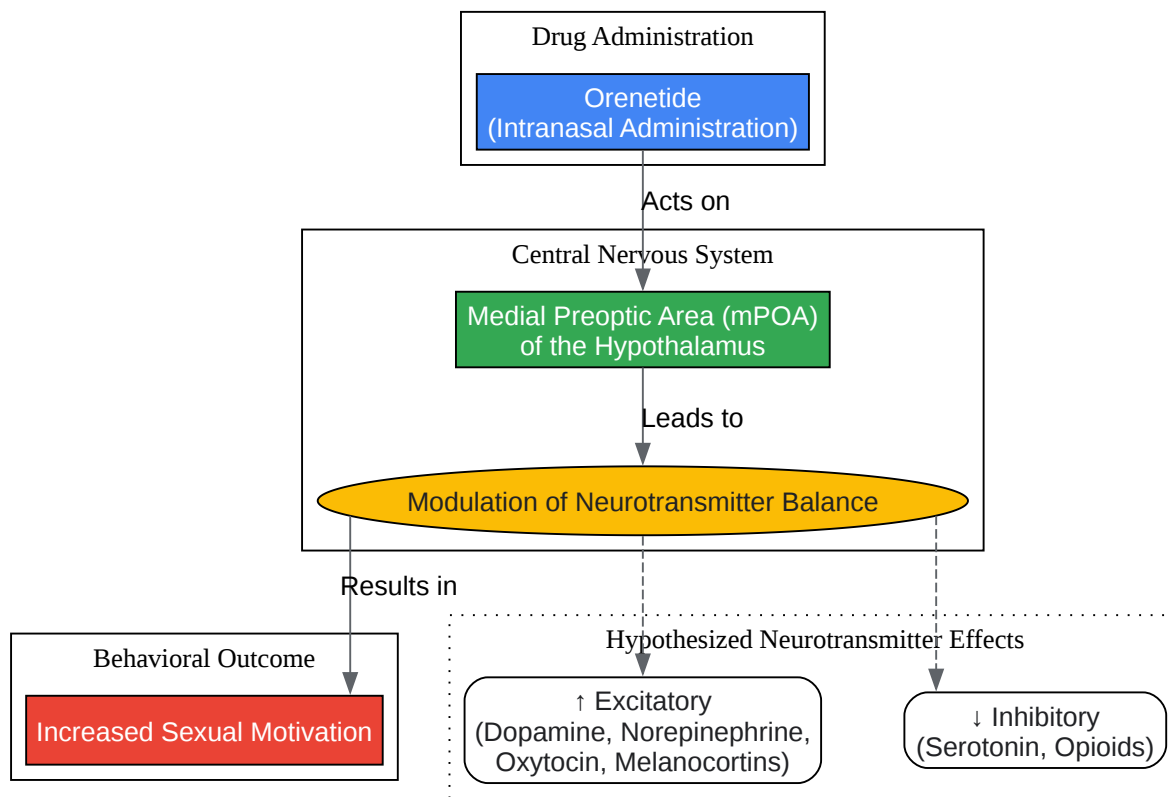 Drug Administration
Orenetide
(Intranasal Administration)
Acts on
Central Nervous System
Medial Preoptic Area (mPOA)
of the Hypothalamus
Leads to
Modulation of Neurotransmitter Balance
Results in
Behavioral Outcome
Increased Sexual Motivation
Hypothesized Neurotransmitter Effects
↑ Excitatory
(Dopamine, Norepinephrine,
Oxytocin, Melanocortins)
↓ Inhibitory
(Serotonin, Opioids)